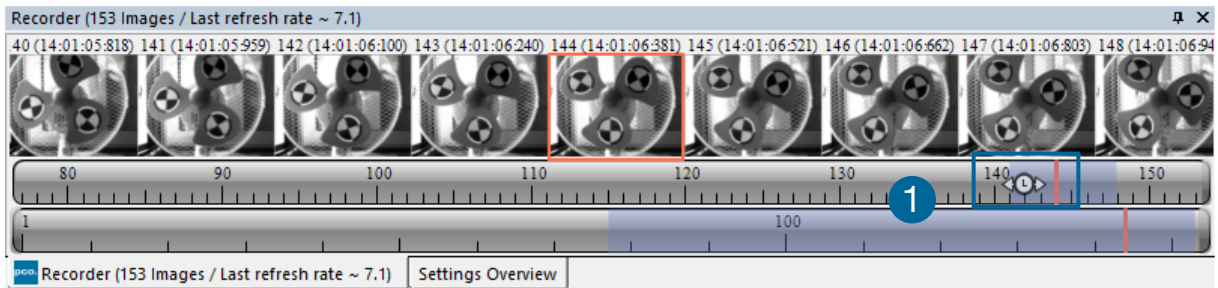 Recorder (153 Images / Last refresh rate ~ 7.1)
40 (14:01:05:818) 141 (14:01:05:959) 142 (14:01:06:100) 143 (14:01:06:240) 144 (14:01:06:381) 145 (14:01:06:521) 146 (14:01:06:662) 147 (14:01:06:803) 148 (14:01:06:94
80 90 100 110 120 130 140 150
L
1
1 100
pco. Recorder (153 Images / Last refresh rate ~ 7.1) Settings Overview